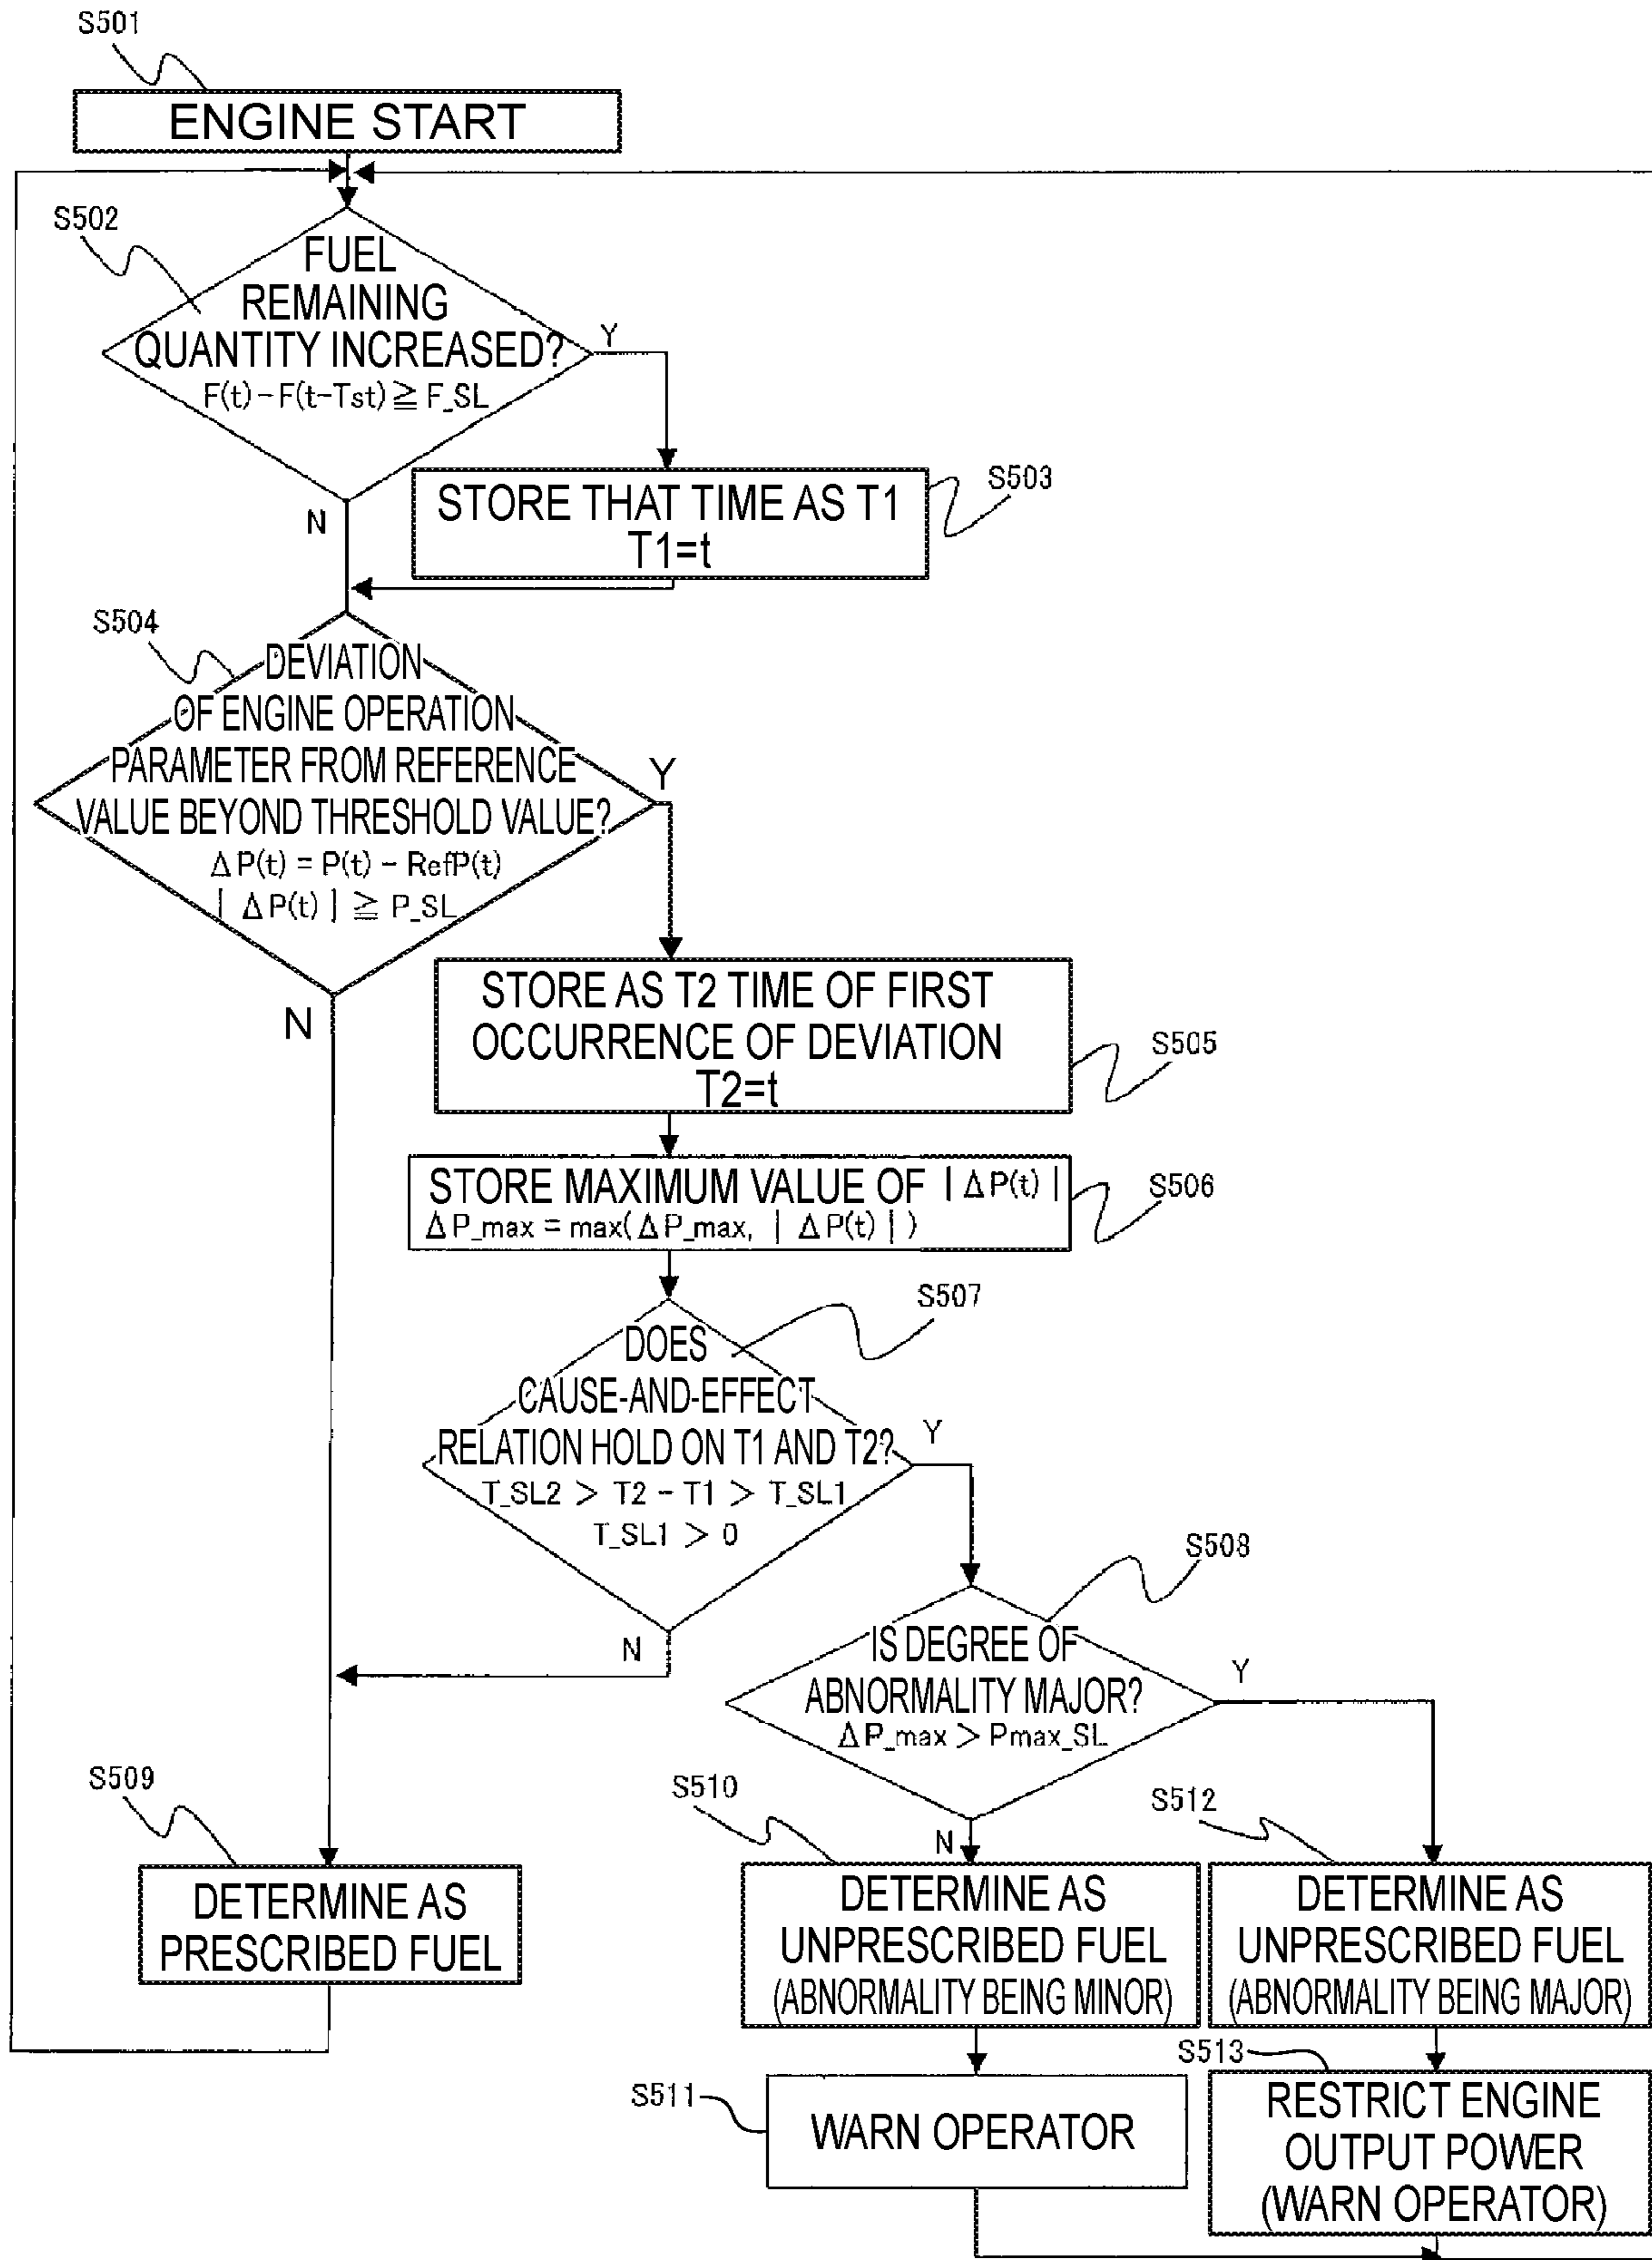 S501
ENGINE START
S502
FUEL
REMAINING
QUANTITY INCREASED?
F(t)-F(t-Tst) ≧ F_SL
Y
N
S503
STORE THAT TIME AS T1
T1=t
S504
DEVIATION
OF ENGINE OPERATION
PARAMETER FROM REFERENCE
VALUE BEYOND THRESHOLD VALUE?
ΔP(t) = P(t) - RefP(t)
| ΔP(t) | ≧ P_SL
Y
N
STORE AS T2 TIME OF FIRST
OCCURRENCE OF DEVIATION
T2=t
S505
STORE MAXIMUM VALUE OF | ΔP(t) |
ΔP_max = max(ΔP_max, | ΔP(t) | )
S506
S507
DOES
CAUSE-AND-EFFECT
RELATION HOLD ON T1 AND T2?
T_SL2 > T2 - T1 > T_SL1
T_SL1 > 0
Y
N
S508
IS DEGREE OF
ABNORMALITY MAJOR?
ΔP_max > Pmax_SL
Y
N
S509
DETERMINE AS
PRESCRIBED FUEL
S510
DETERMINE AS
UNPRESCRIBED FUEL
(ABNORMALITY BEING MINOR)
S512
DETERMINE AS
UNPRESCRIBED FUEL
(ABNORMALITY BEING MAJOR)
S511
WARN OPERATOR
S513
RESTRICT ENGINE
OUTPUT POWER
(WARN OPERATOR)